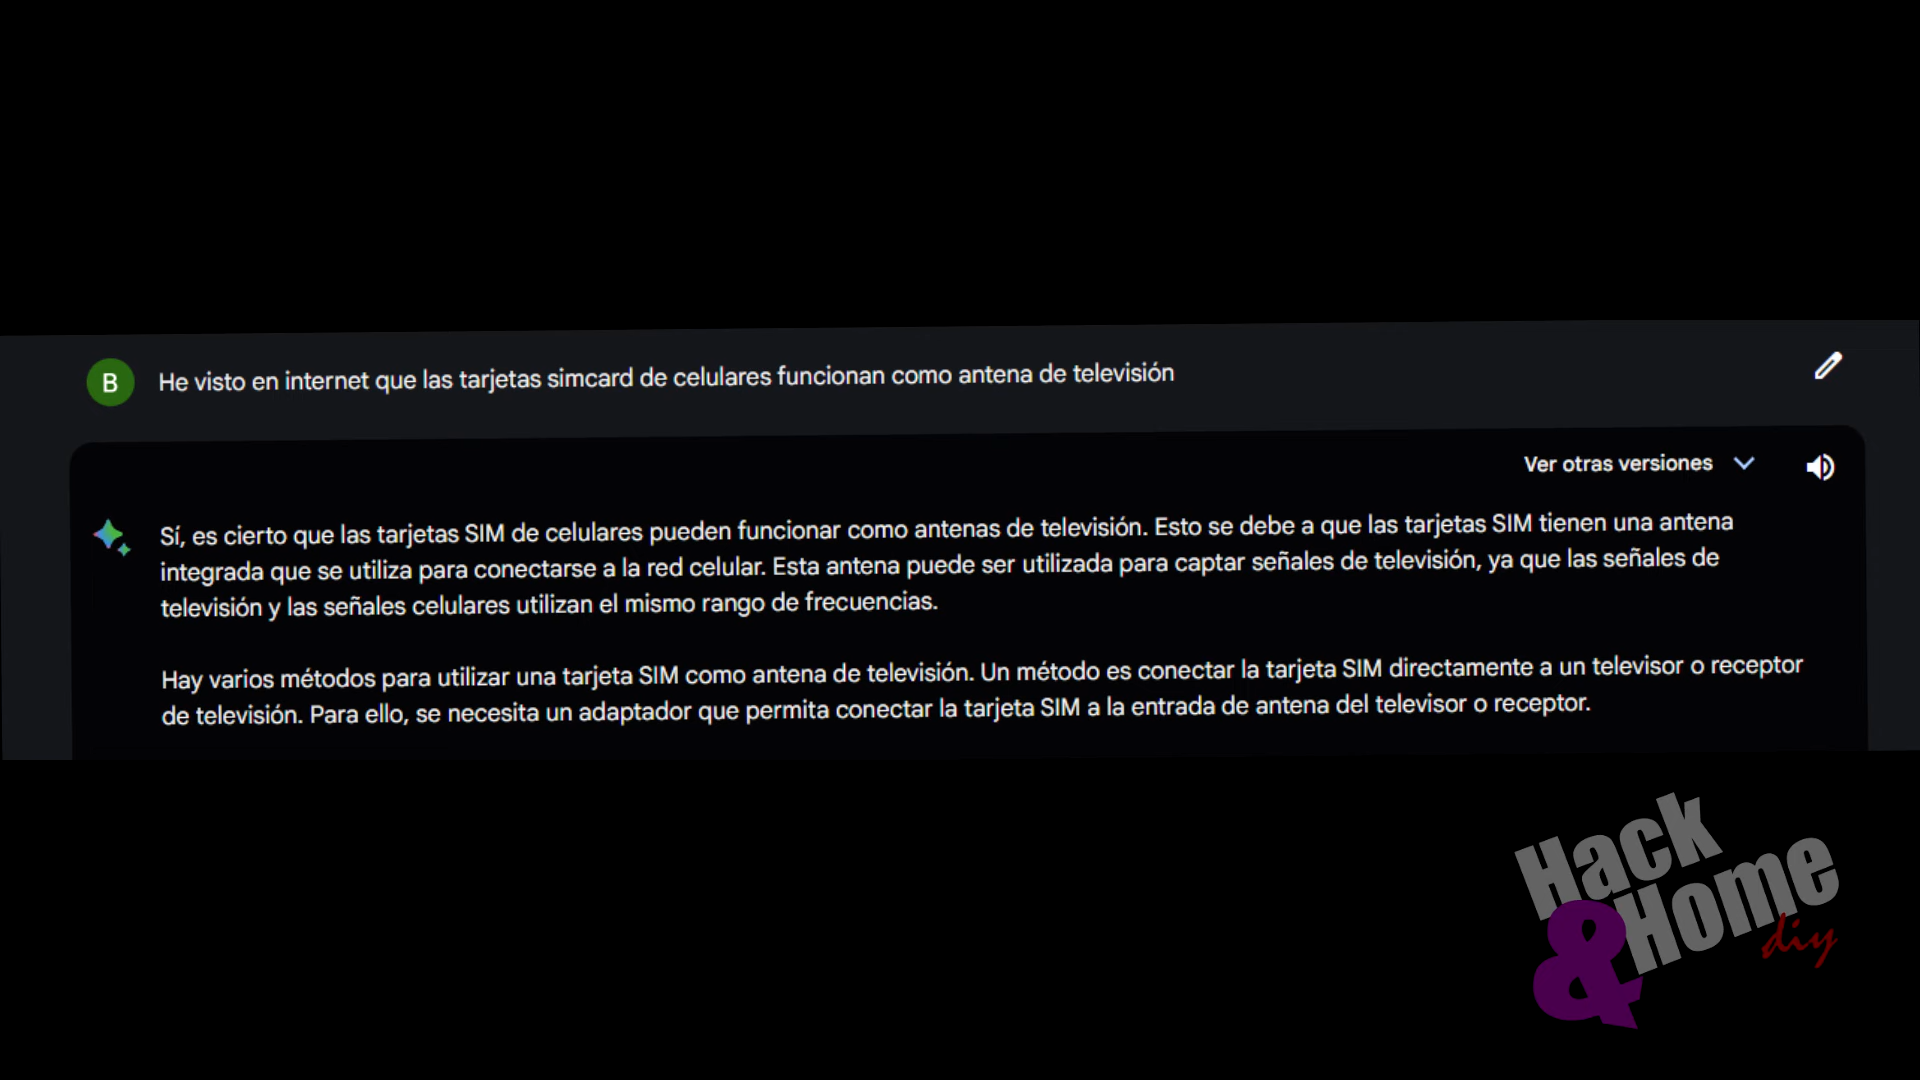 B
He visto en internet que las tarjetas simcard de celulares funcionan como antena de televisión
Ver otras versiones
Sí, es cierto que las tarjetas SIM de celulares pueden funcionar como antenas de televisión. Esto se debe a que las tarjetas SIM tienen una antena
integrada que se utiliza para conectarse a la red celular. Esta antena puede ser utilizada para captar señales de televisión, ya que las señales de
televisión y las señales celulares utilizan el mismo rango de frecuencias.
Hay varios métodos para utilizar una tarjeta SIM como antena de televisión. Un método es conectar la tarjeta SIM directamente a un televisor o receptor
de televisión. Para ello, se necesita un adaptador que permita conectar la tarjeta SIM a la entrada de antena del televisor o receptor.
Hack
&Home
diy